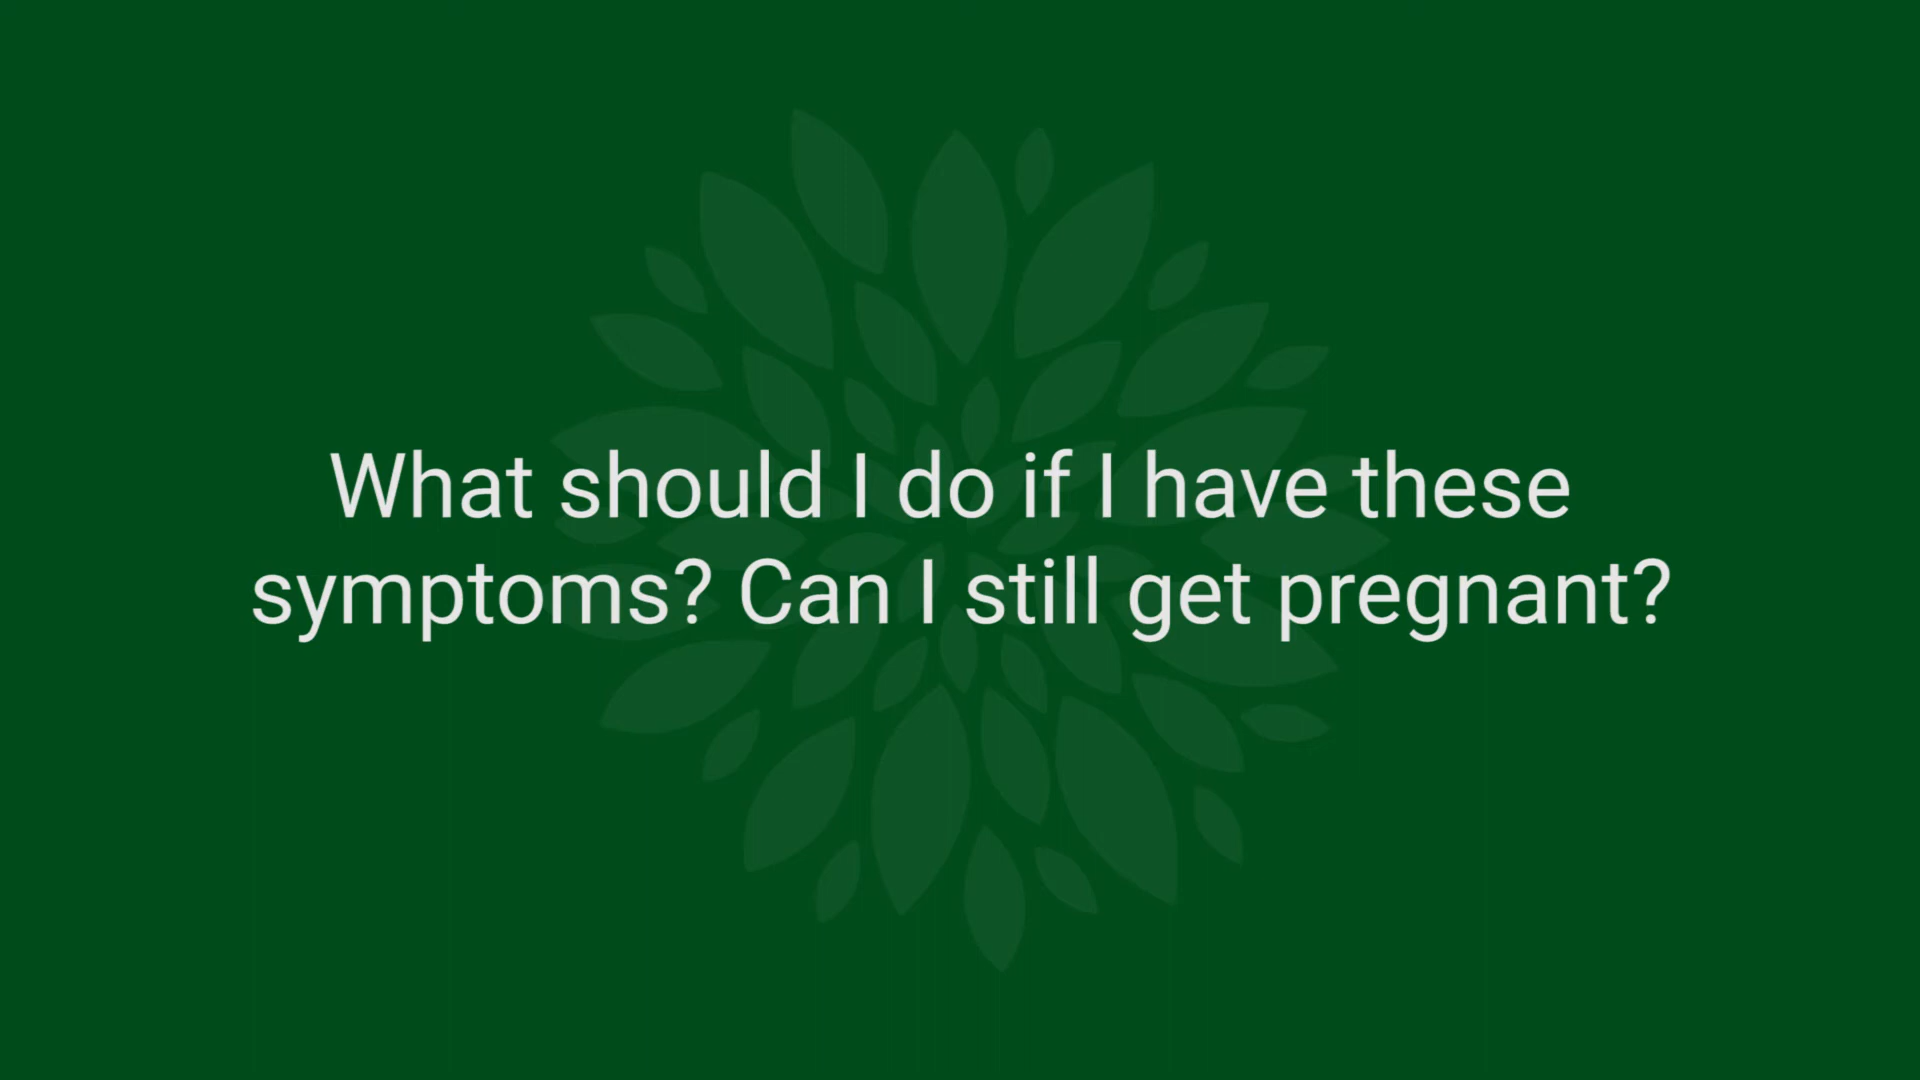 What should I do if I have these
symptoms? Can I still get pregnant?